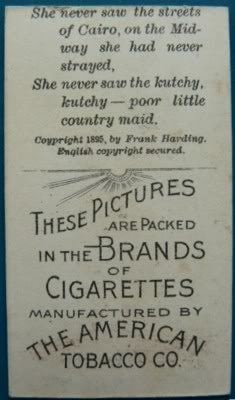 She never saw the streets
of Cairo, on the Mid-
way she had never
strayed,
She never saw the kutchy,
kutchy — poor little
country maid.
Copyright 1895, by Frank Harding.
English copyright secured.
THESE PICTURES
ARE PACKED
IN THE BRANDS
OF
CIGARETTES
MANUFACTURED BY
THE AMERICAN
TOBACCO CO.